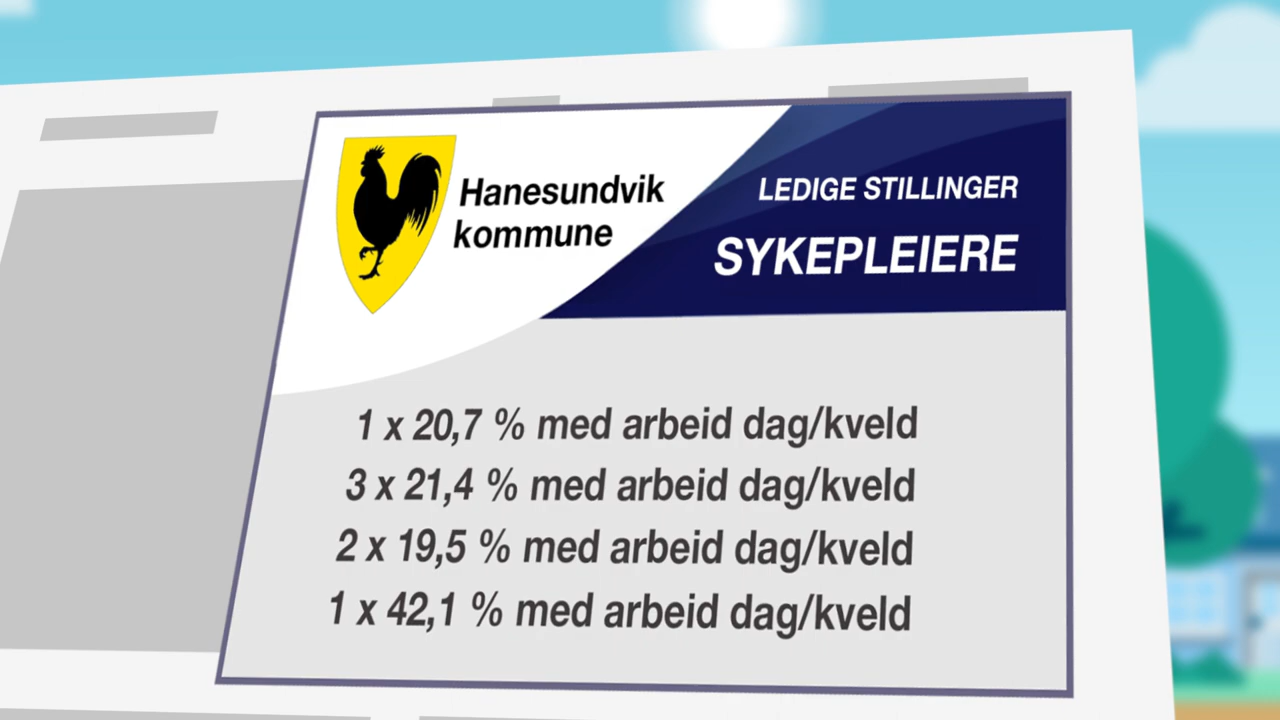 Hanesundvik
kommune
LEDIGE STILLINGER
SYKEPLEIERE
1 x 20,7 % med arbeid dag/kveld
3 x 21,4 % med arbeid dag/kveld
2 x 19,5 % med arbeid dag/kveld
1 x 42,1 % med arbeid dag/kveld